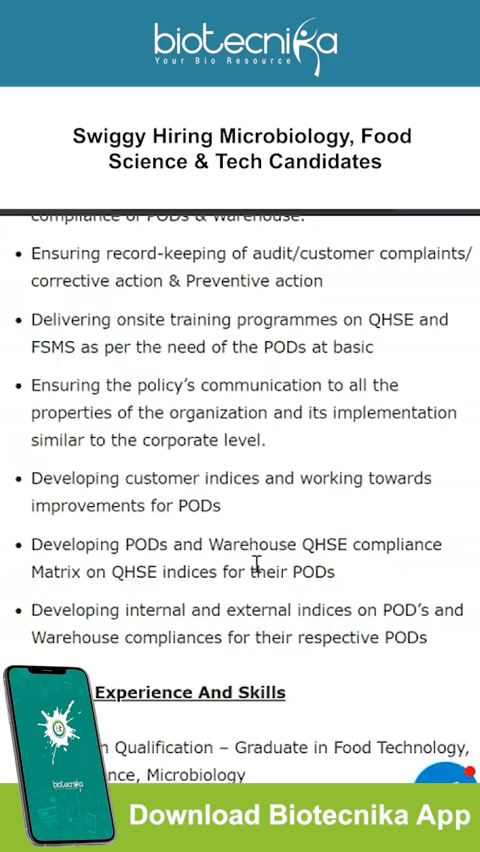 biotecnika
Your Bio Resource
Swiggy Hiring Microbiology, Food
Science & Tech Candidates
compliance of PODs & Warehouse.
• Ensuring record-keeping of audit/customer complaints/
corrective action & Preventive action
• Delivering onsite training programmes on QHSE and
FSMS as per the need of the PODs at basic
• Ensuring the policy’s communication to all the
properties of the organization and its implementation
similar to the corporate level.
• Developing customer indices and working towards
improvements for PODs
• Developing PODs and Warehouse QHSE compliance
Matrix on QHSE indices for their PODs
• Developing internal and external indices on POD’s and
Warehouse compliances for their respective PODs
Experience And Skills
Qualification – Graduate in Food Technology,
Microbiology
biotecnika
Download Biotecnika App